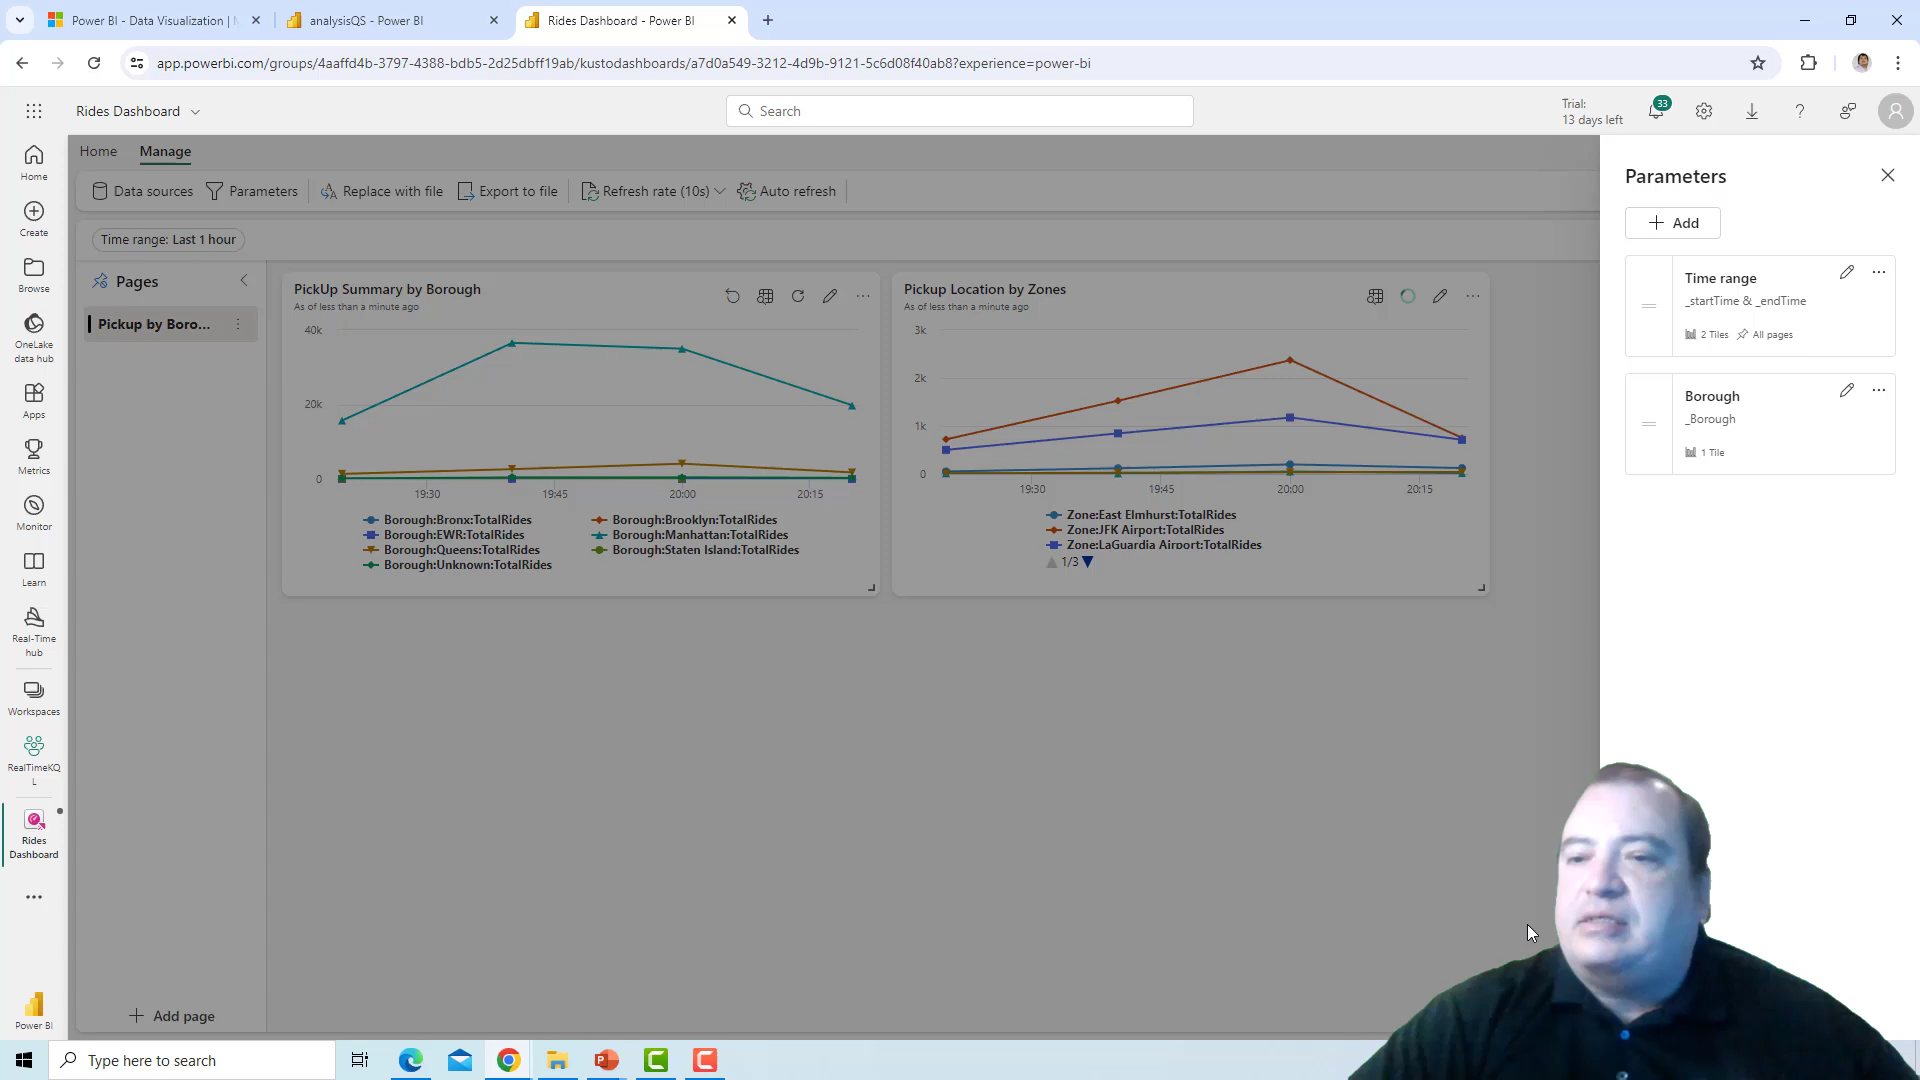 Power BI - Data Visualization |
analysisQS - Power BI
Rides Dashboard - Power BI
app.powerbi.com/groups/4aaffd4b-3797-4388-bdb5-2d25dbff19ab/kustodashboards/a7d0a549-3212-4d9b-9121-5c6d08f40ab8?experience=power-bi
Rides Dashboard
Search
Trial:
13 days left
33
Home
Create
Browse
OneLake
data hub
Apps
Metrics
Monitor
Learn
Real-Time
hub
Workspaces
RealTimeKQ
L
Rides
Dashboard
Power BI
Home
Manage
Data sources
Parameters
Replace with file
Export to file
Refresh rate (10s)
Auto refresh
Time range: Last 1 hour
Pages
Pickup by Boro...
Add page
PickUp Summary by Borough
As of less than a minute ago
40k
20k
0
19:30
19:45
20:00
20:15
Borough:Bronx:TotalRides
Borough:Brooklyn:TotalRides
Borough:EWR:TotalRides
Borough:Manhattan:TotalRides
Borough:Queens:TotalRides
Borough:Staten Island:TotalRides
Borough:Unknown:TotalRides
Pickup Location by Zones
As of less than a minute ago
3k
2k
1k
0
19:30
19:45
20:00
20:15
Zone:East Elmhurst:TotalRides
Zone:JFK Airport:TotalRides
Zone:LaGuardia Airport:TotalRides
1/3
Parameters
Add
Time range
_startTime & _endTime
2 Tiles
All pages
Borough
_Borough
1 Tile
Type here to search